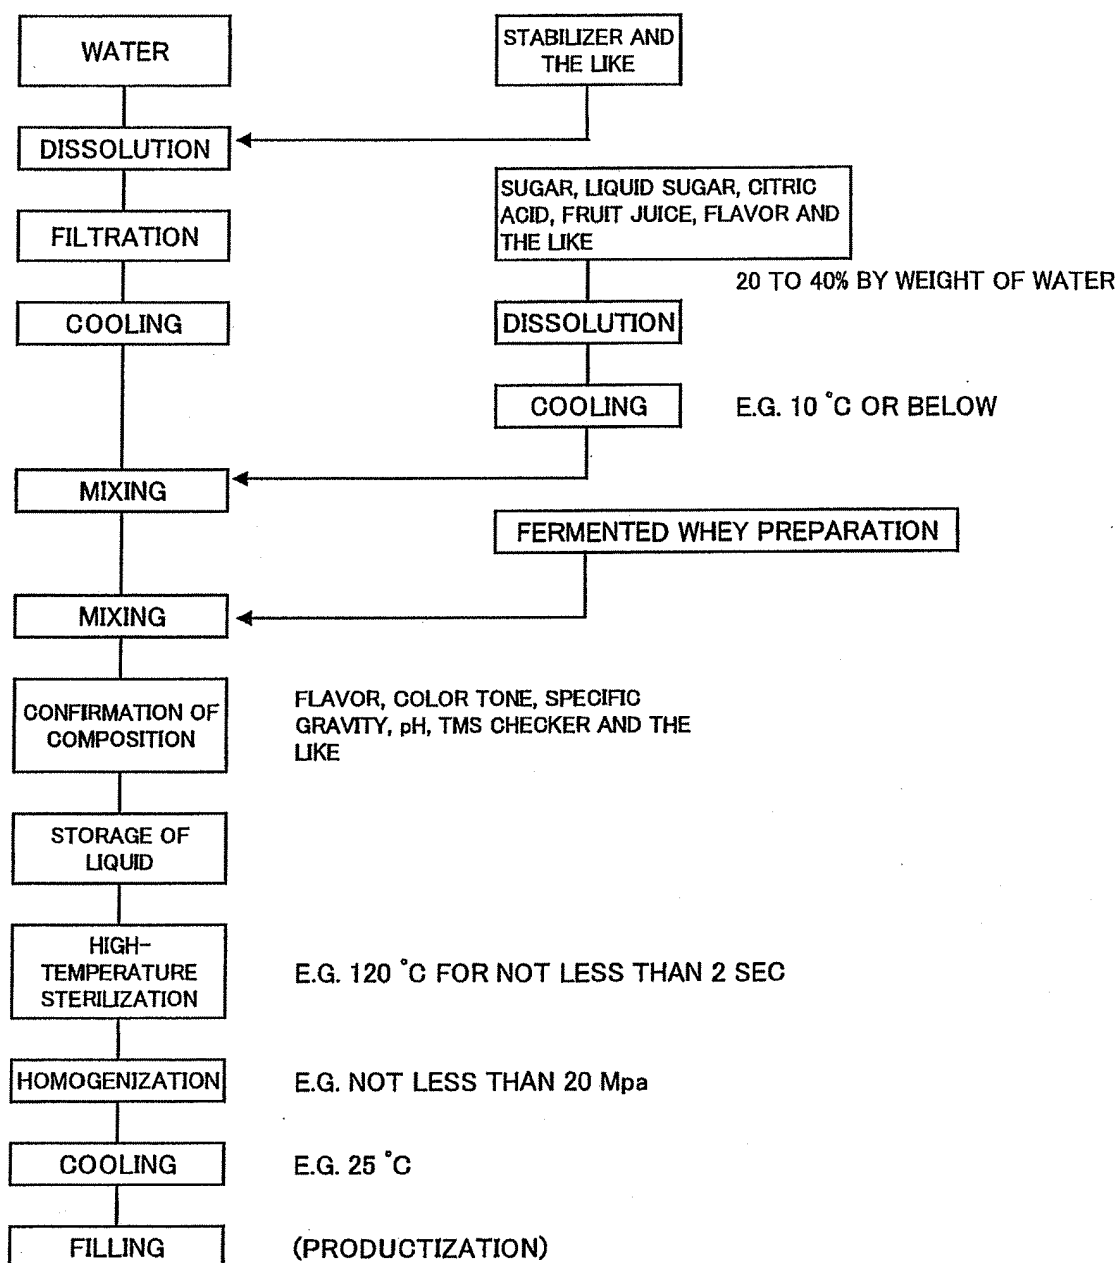 WATER
STABILIZER AND
THE LIKE
DISSOLUTION
SUGAR, LIQUID SUGAR, CITRIC
ACID, FRUIT JUICE, FLAVOR AND
THE LIKE
FILTRATION
20 TO 40% BY WEIGHT OF WATER
COOLING
DISSOLUTION
COOLING
E.G. 10 °C OR BELOW
MIXING
FERMENTED WHEY PREPARATION
MIXING
CONFIRMATION OF
COMPOSITION
FLAVOR, COLOR TONE, SPECIFIC
GRAVITY, pH, TMS CHECKER AND THE
LIKE
STORAGE OF
LIQUID
HIGH-
TEMPERATURE
STERILIZATION
E.G. 120 °C FOR NOT LESS THAN 2 SEC
HOMOGENIZATION
E.G. NOT LESS THAN 20 Mpa
COOLING
E.G. 25 °C
FILLING
(PRODUCTIZATION)